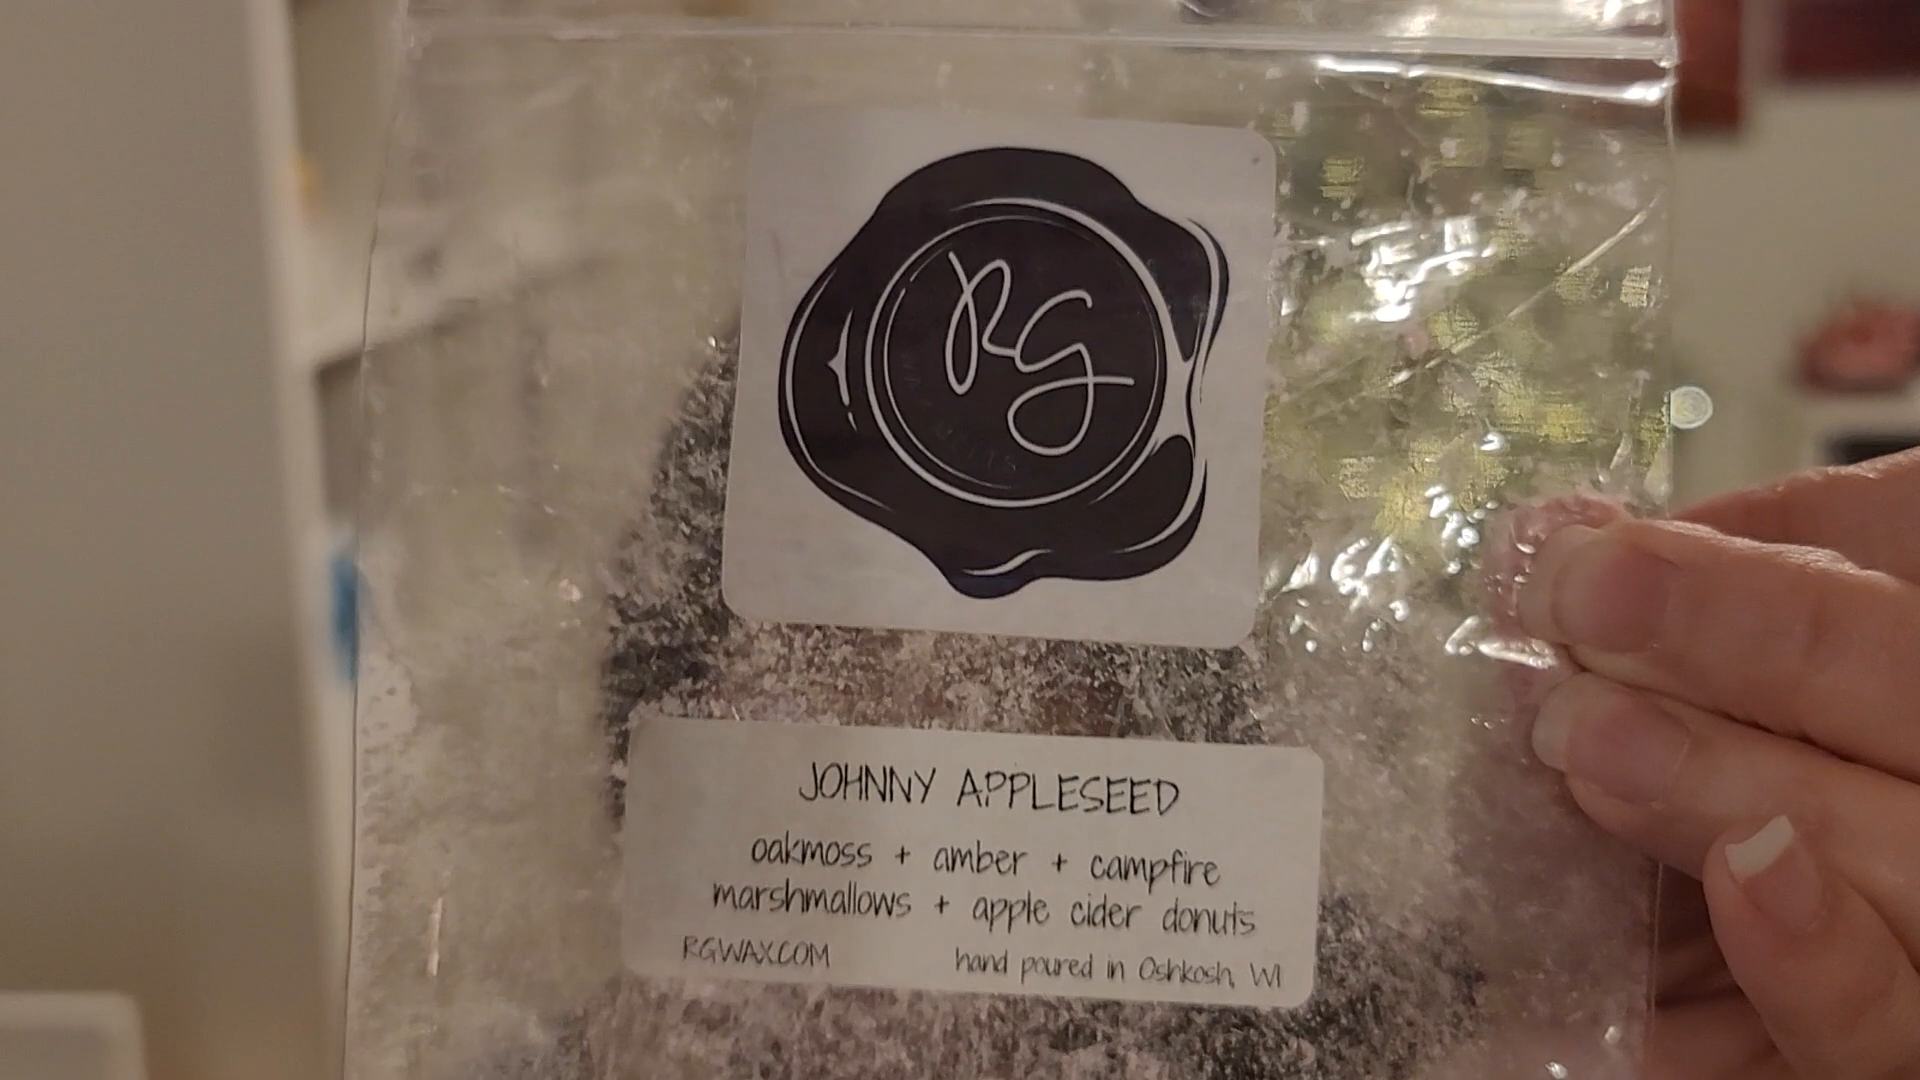 RG
JOHNNY APPLESEED
oakmoss + amber + campfire
marshmallows + apple cider donuts
RGWAX.COM hand poured in Oshkosh, WI